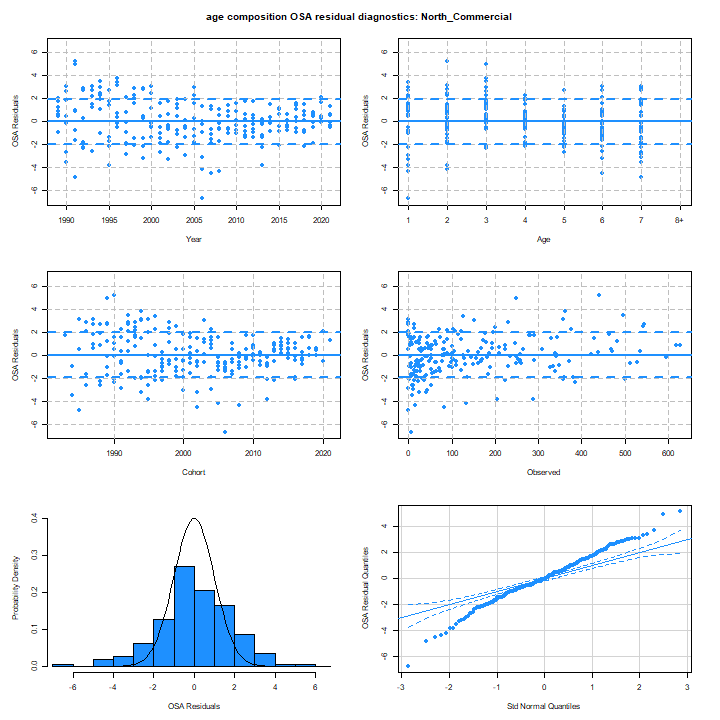 age composition OSA residual diagnostics: North_Commercial
OSA Residuals
6
4
2
0
-2
-4
-6
1990 1995 2000 2005 2010 2015 2020
Year
OSA Residuals
6
4
2
0
-2
-4
-6
1 2 3 4 5 6 7 8+
Age
OSA Residuals
6
4
2
0
-2
-4
-6
1990 2000 2010 2020
Cohort
OSA Residuals
6
4
2
0
-2
-4
-6
0 100 200 300 400 500 600
Observed
Probability Density
0.4
0.3
0.2
0.1
0.0
-6 -4 -2 0 2 4 6
OSA Residuals
OSA Residual Quantiles
4
2
0
-2
-4
-6
-3 -2 -1 0 1 2 3
Std Normal Quantiles